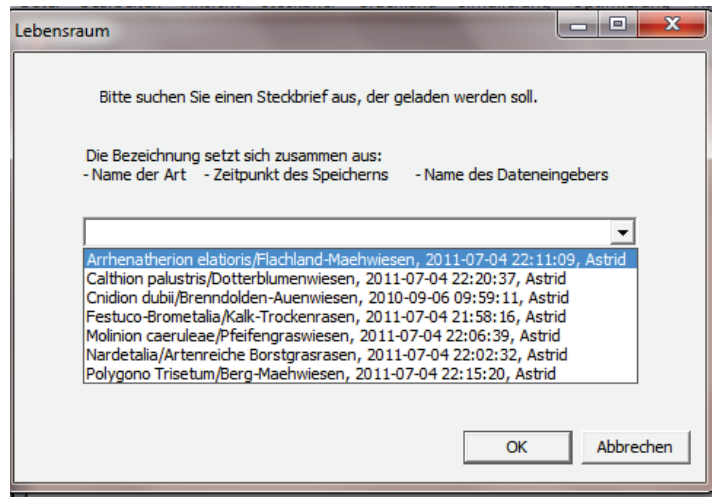 Lebensraum
Bitte suchen Sie einen Steckbrief aus, der geladen werden soll.
Die Bezeichnung setzt sich zusammen aus:
- Name der Art - Zeitpunkt des Speicherns - Name des Dateneingebers
Arrhenatherion elatioris/Flachland-Maehwiesen, 2011-07-04 22:11:09, Astrid
Calthion palustris/Dotterblumenwiesen, 2011-07-04 22:20:37, Astrid
Cnidion dubii/Brenndolden-Auenwiesen, 2010-09-06 09:59:11, Astrid
Festuco-Brometalia/Kalk-Trockenrasen, 2011-07-04 21:58:16, Astrid
Molinion caeruleae/Pfeifengraswiesen, 2011-07-04 22:06:39, Astrid
Nardetalia/Artenreiche Borstgrasrasen, 2011-07-04 22:02:32, Astrid
Polygono Trisetum/Berg-Maehwiesen, 2011-07-04 22:15:20, Astrid
OK Abbrechen